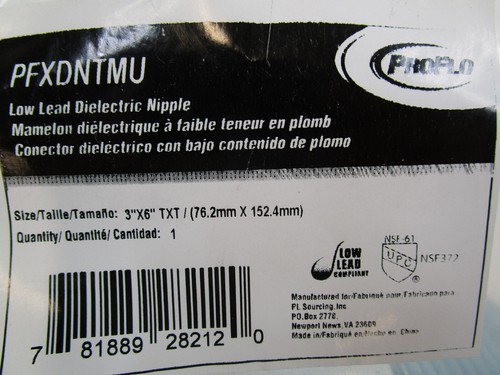 PFXDNTMU
PROFLO
Low Lead Dielectric Nipple
Mamelon diélectrique à faible teneur en plomb
Conector dieléctrico con bajo contenido de plomo
Size/Taille/Tamaño: 3"X6" TXT / (76.2mm X 152.4mm)
Quantity/ Quantité/ Cantidad: 1
LOW
LEAD
COMPLIANT
NSF-61
UPC
®
NSF372
Manufactured for/Fabriqué pour/Fabricado para
PL Sourcing, Inc.
P.O.Box 2778,
Newport News, VA 23609
Made in/Fabriqué en/Hecho en China
7 81889 28212 0